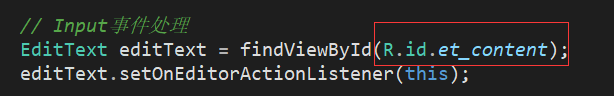 // Input事件处理
EditText editText = findViewById(R.id.et_content);
editText.setOnEditorActionListener(this);